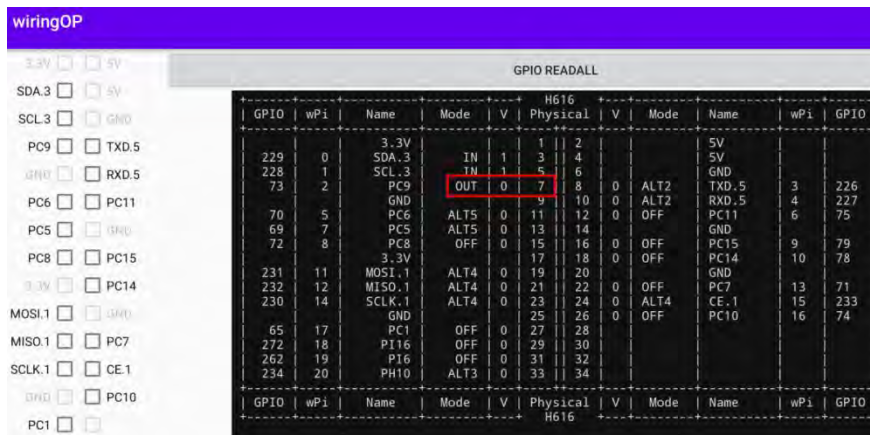 wiringOP
3.3V 5V
SDA.3 5V
SCL.3 GND
PC9 TXD.5
GND RXD.5
PC6 PC11
PC5 GND
PC8 PC15
3.3V PC14
MOSI.1 GND
MISO.1 PC7
SCLK.1 CE.1
GND PC10
PC1
GPIO READALL
+------+-----+----------+--------+---+ H616 +---+--------+----------+-----+------+
| GPIO | wPi | Name | Mode | V | Physical | V | Mode | Name | wPi | GPIO
+------+-----+----------+--------+---+----++----+---+--------+----------+-----+------+
| | | 3.3V | | | 1 || 2 | | | 5V | |
| 229 | 0 | SDA.3 | IN | 1 | 3 || 4 | | | 5V | |
| 228 | 1 | SCL.3 | IN | 1 | 5 || 6 | | | GND | |
| 73 | 2 | PC9 | OUT | 0 | 7 || 8 | 0 | ALT2 | TXD.5 | 3 | 226
| | | GND | | | 9 || 10 | 0 | ALT2 | RXD.5 | 4 | 227
| 70 | 5 | PC6 | ALT5 | 0 | 11 || 12 | 0 | OFF | PC11 | 6 | 75
| 69 | 7 | PC5 | ALT5 | 0 | 13 || 14 | | | GND | |
| 72 | 8 | PC8 | OFF | 0 | 15 || 16 | 0 | OFF | PC15 | 9 | 79
| | | 3.3V | | | 17 || 18 | 0 | OFF | PC14 | 10 | 78
| 231 | 11 | MOSI.1 | ALT4 | 0 | 19 || 20 | | | GND | |
| 232 | 12 | MISO.1 | ALT4 | 0 | 21 || 22 | 0 | OFF | PC7 | 13 | 71
| 230 | 14 | SCLK.1 | ALT4 | 0 | 23 || 24 | 0 | ALT4 | CE.1 | 15 | 233
| | | GND | | | 25 || 26 | 0 | OFF | PC10 | 16 | 74
| 65 | 17 | PC1 | OFF | 0 | 27 || 28 | | | | |
| 272 | 18 | PI16 | OFF | 0 | 29 || 30 | | | | |
| 262 | 19 | PI6 | OFF | 0 | 31 || 32 | | | | |
| 234 | 20 | PH10 | ALT3 | 0 | 33 || 34 | | | | |
+------+-----+----------+--------+---+----++----+---+--------+----------+-----+------+
| GPIO | wPi | Name | Mode | V | Physical | V | Mode | Name | wPi | GPIO
+------+-----+----------+--------+---+ H616 +---+--------+----------+-----+------+